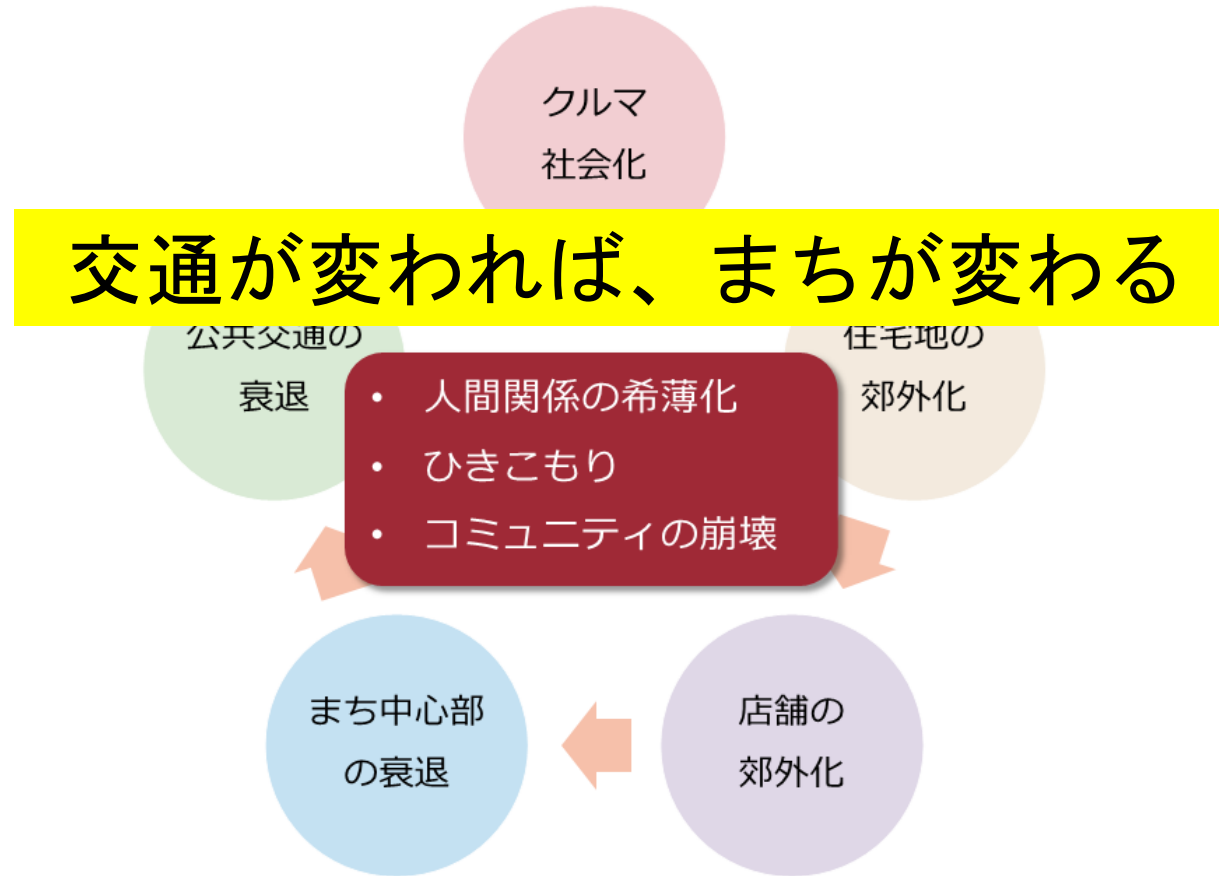 クルマ
社会化
交通が変われば、まちが変わる
公共交通の
衰退
住宅地の
郊外化
• 人間関係の希薄化
• ひきこもり
• コミュニティの崩壊
まち中心部
の衰退
店舗の
郊外化